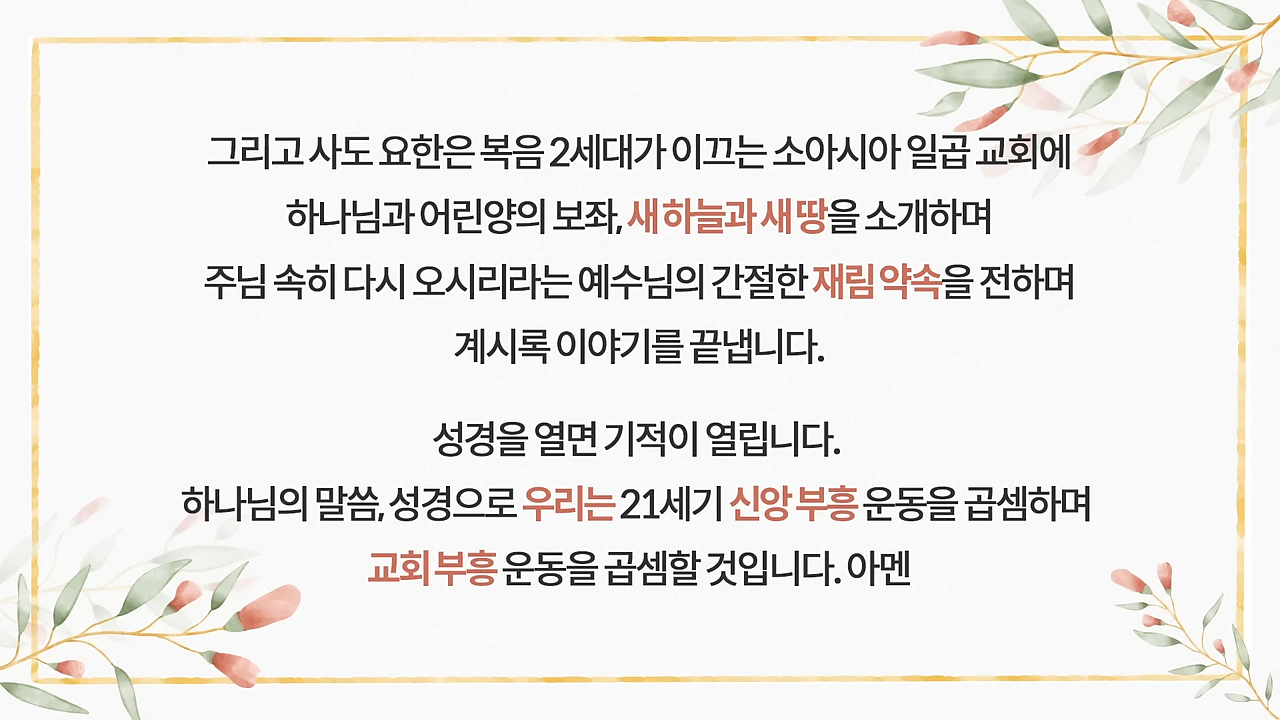 그리고 사도 요한은 복음 2세대가 이끄는 소아시아 일곱 교회에
하나님과 어린양의 보좌, 새 하늘과 새 땅을 소개하며
주님 속히 다시 오시리라는 예수님의 간절한 재림 약속을 전하며
계시록 이야기를 끝냅니다.
성경을 열면 기적이 열립니다.
하나님의 말씀, 성경으로 우리는 21세기 신앙 부흥 운동을 곱셈하며
교회 부흥 운동을 곱셈할 것입니다. 아멘